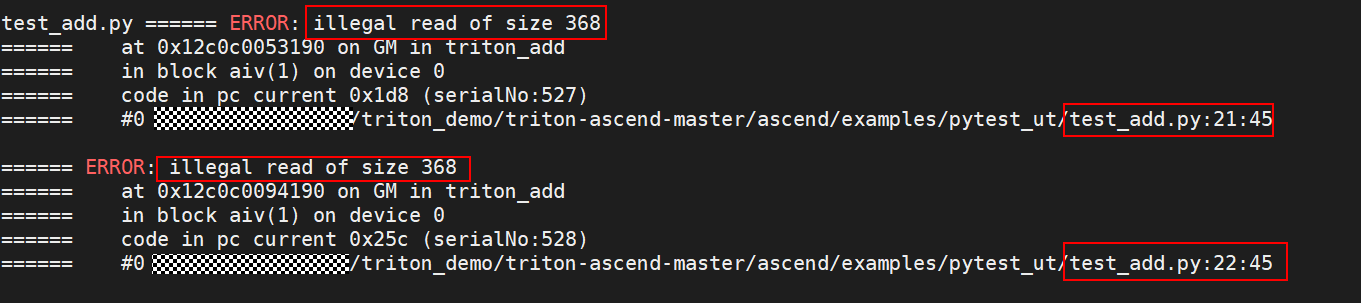 test_add.py ====== ERROR: illegal read of size 368
====== at 0x12c0c0053190 on GM in triton_add
====== in block aiv(1) on device 0
====== code in pc current 0x1d8 (serialNo:527)
====== #0 /triton_demo/triton-ascend-master/ascend/examples/pytest_ut/test_add.py:21:45
====== ERROR: illegal read of size 368
====== at 0x12c0c0094190 on GM in triton_add
====== in block aiv(1) on device 0
====== code in pc current 0x25c (serialNo:528)
====== #0 /triton_demo/triton-ascend-master/ascend/examples/pytest_ut/test_add.py:22:45